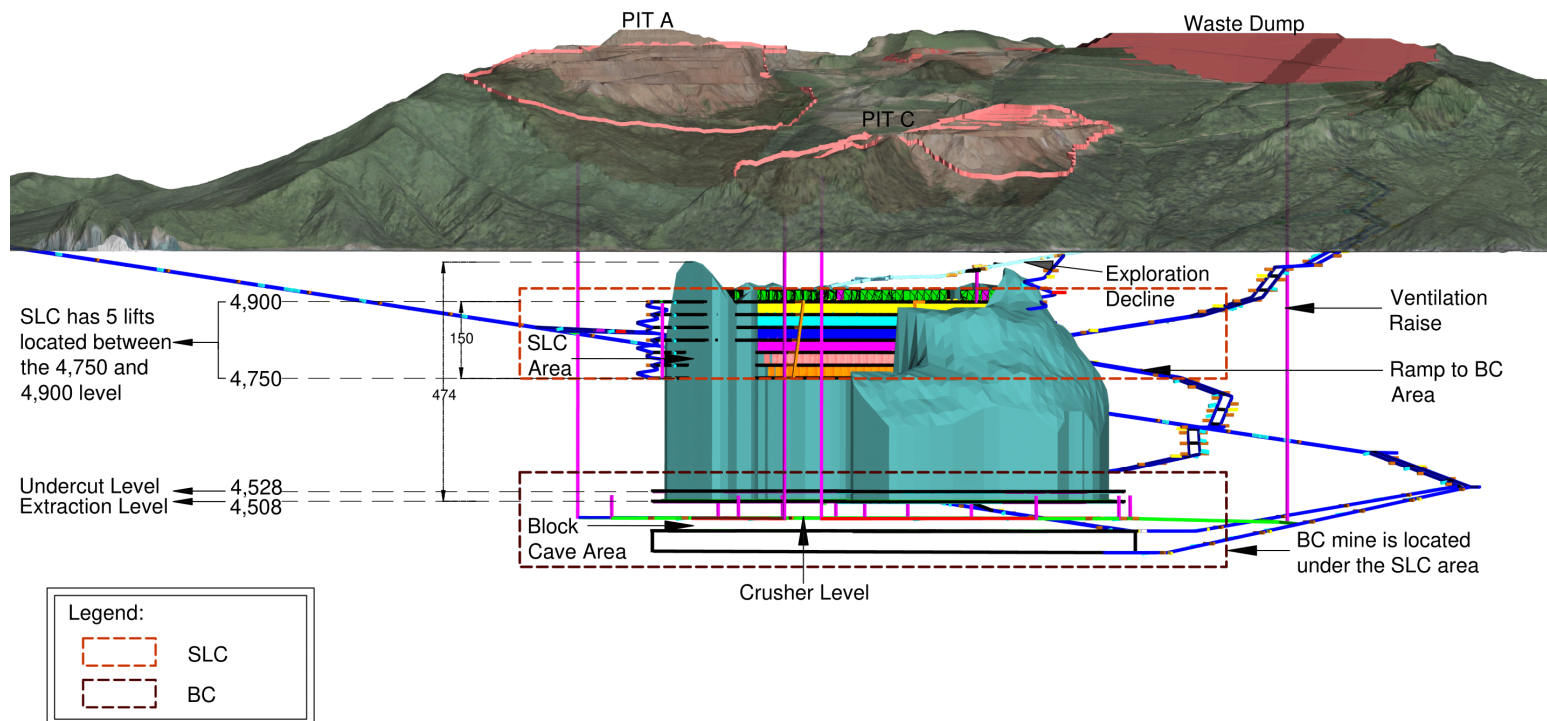 PIT A
Waste Dump
PIT C
Exploration
Decline
4,900
SLC has 5 lifts
located between
the 4,750 and
4,900 level
150
SLC
Area
Ventilation
Raise
4,750
474
Ramp to BC
Area
Undercut Level
4,528
Extraction Level
4,508
Block
Cave Area
BC mine is located
under the SLC area
Crusher Level
Legend:
SLC
BC